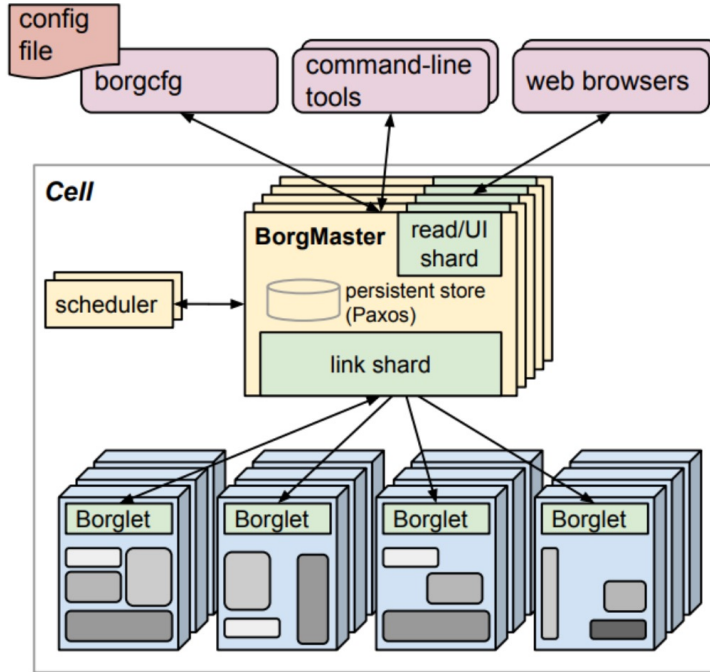 config
file
borgcfg
command-line
tools
web browsers
Cell
BorgMaster
read/UI
shard
scheduler
persistent store
(Paxos)
link shard
Borglet
Borglet
Borglet
Borglet